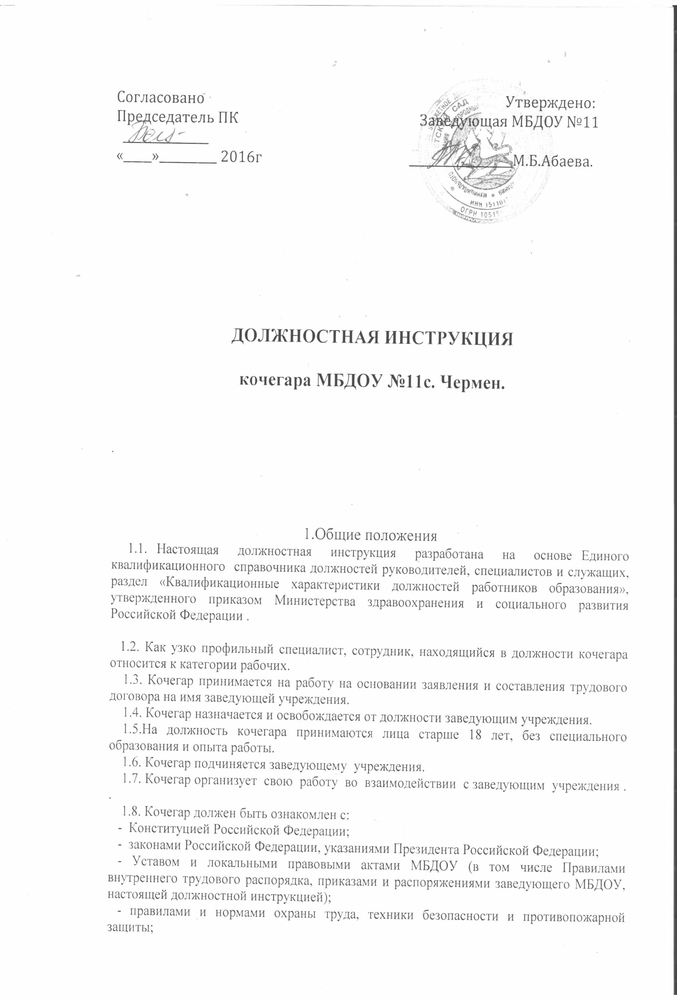 Согласовано
Председатель ПК
«____»________ 2016г
Утверждено:
Заведующая МБДОУ №11
______________М.Б.Абаева.
ТСКИЙ САД
МУНИЦИПАЛЬНОГО
ИНН 151101
ОГРН 10515
ДОЛЖНОСТНАЯ ИНСТРУКЦИЯ
кочегара МБДОУ №11с. Чермен.
1.Общие положения
1.1. Настоящая должностная инструкция разработана на основе Единого
квалификационного справочника должностей руководителей, специалистов и служащих,
раздел «Квалификационные характеристики должностей работников образования»,
утвержденного приказом Министерства здравоохранения и социального развития
Российской Федерации .
1.2. Как узко профильный специалист, сотрудник, находящийся в должности кочегара
относится к категории рабочих.
1.3. Кочегар принимается на работу на основании заявления и составления трудового
договора на имя заведующей учреждения.
1.4. Кочегар назначается и освобождается от должности заведующим учреждения.
1.5.На должность кочегара принимаются лица старше 18 лет, без специального
образования и опыта работы.
1.6. Кочегар подчиняется заведующему учреждения.
1.7. Кочегар организует свою работу во взаимодействии с заведующим учреждения .
.
1.8. Кочегар должен быть ознакомлен с:
- Конституцией Российской Федерации;
- законами Российской Федерации, указаниями Президента Российской Федерации;
- Уставом и локальными правовыми актами МБДОУ (в том числе Правилами
внутреннего трудового распорядка, приказами и распоряжениями заведующего МБДОУ,
настоящей должностной инструкцией);
- правилами и нормами охраны труда, техники безопасности и противопожарной
защиты;